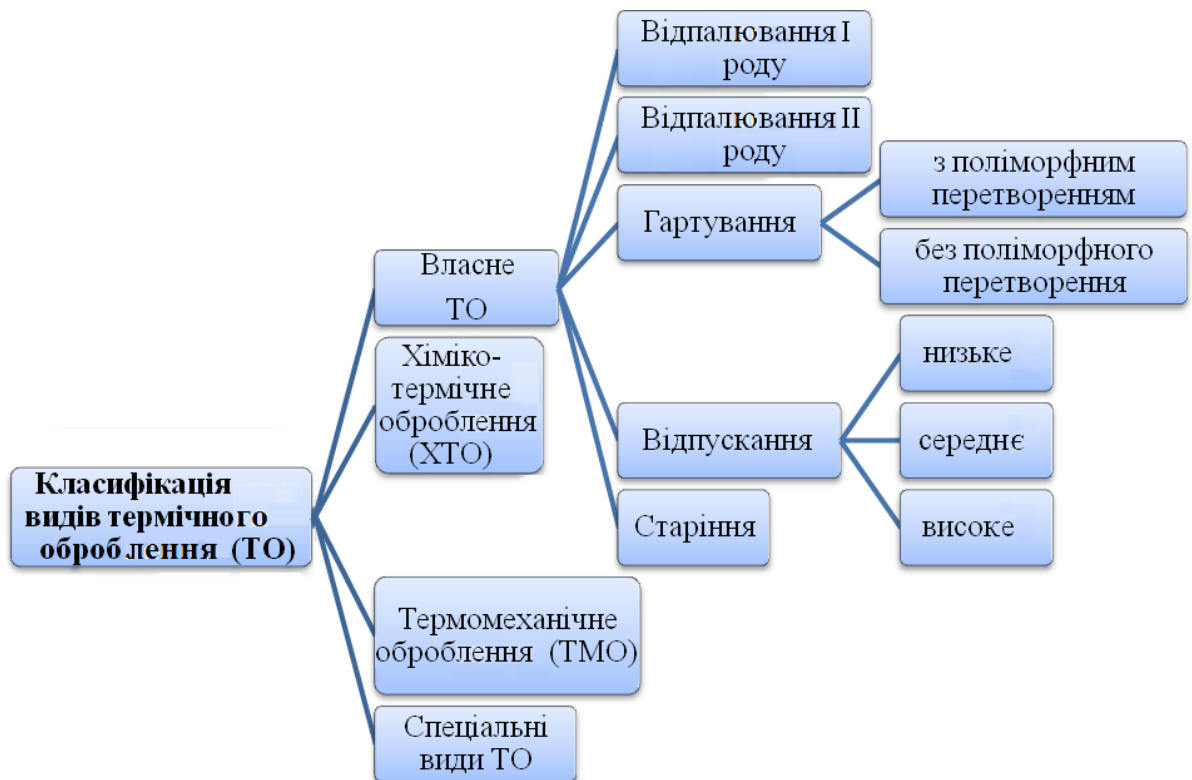 Класифікація
видів термічного
оброблення (ТО)
Власне
ТО
Хіміко-
термічне
оброблення
(ХТО)
Термомеханічне
оброблення (ТМО)
Спеціальні
види ТО
Відпалювання І
роду
Відпалювання ІІ
роду
Гартування
Відпускання
Старіння
з поліморфним
перетворенням
без поліморфного
перетворення
низьке
середнє
високе